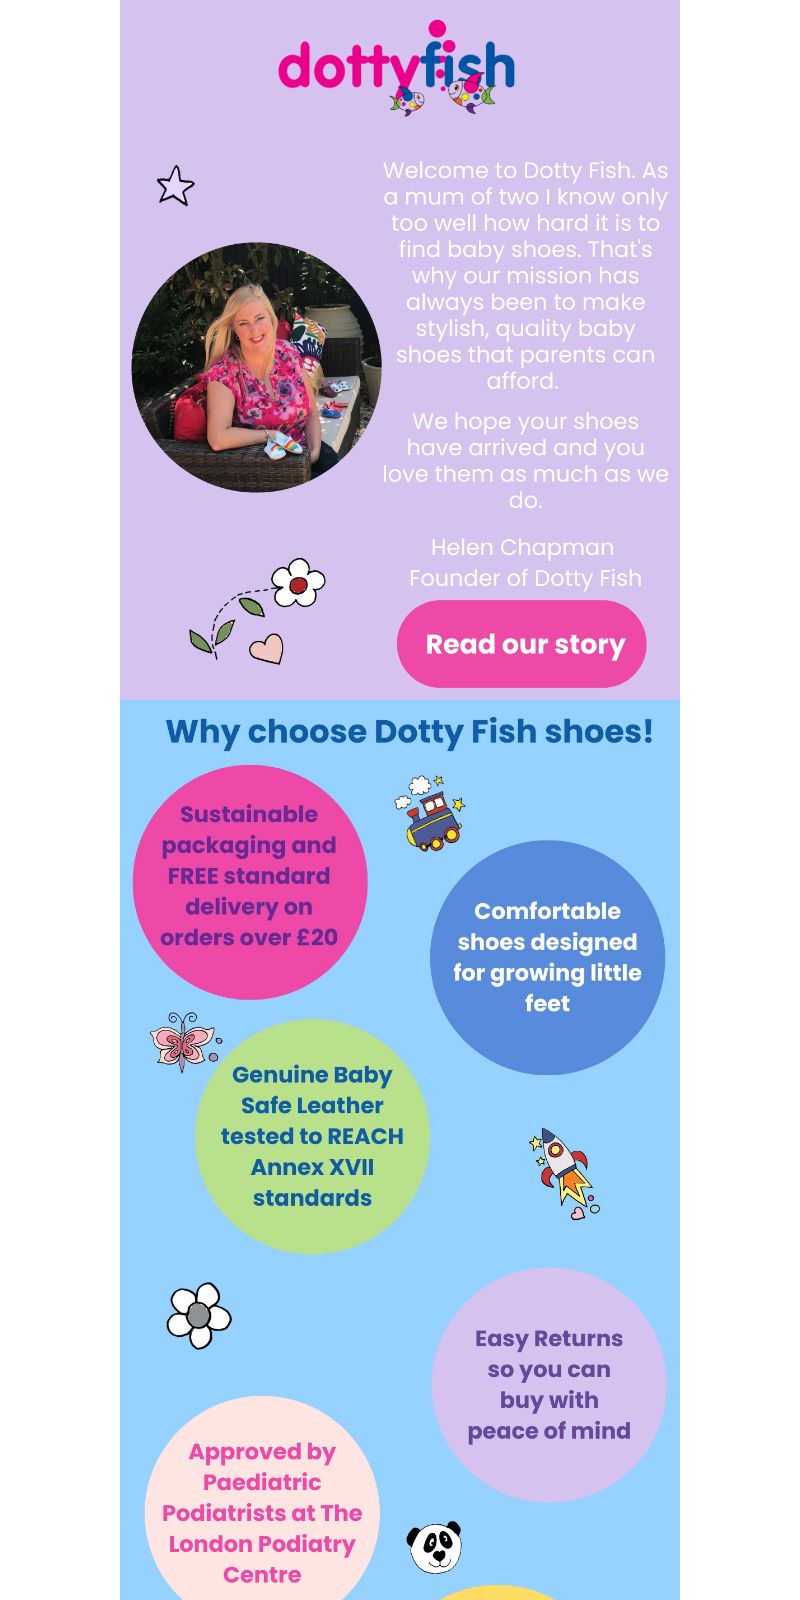 dottyfish
Welcome to Dotty Fish. As
a mum of two I know only
too well how hard it is to
find baby shoes. That's
why our mission has
always been to make
stylish, quality baby
shoes that parents can
afford.
We hope your shoes
have arrived and you
love them as much as we
do.
Helen Chapman
Founder of Dotty Fish
Read our story
Why choose Dotty Fish shoes!
Sustainable
packaging and
FREE standard
delivery on
orders over £20
Comfortable
shoes designed
for growing little
feet
Genuine Baby
Safe Leather
tested to REACH
Annex XVII
standards
Easy Returns
so you can
buy with
peace of mind
Approved by
Paediatric
Podiatrists at The
London Podiatry
Centre